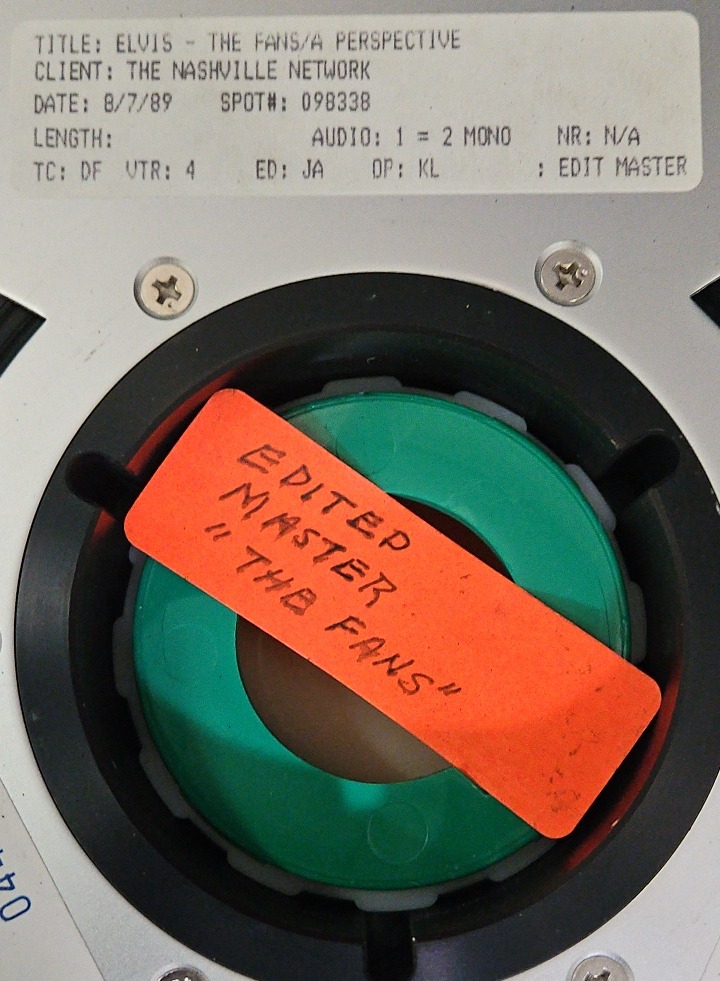 TITLE: ELVIS - THE FANS/A PERSPECTIVE
CLIENT: THE NASHVILLE NETWORK
DATE: 8/7/89 SPOT#: 098338
LENGTH: AUDIO: 1 = 2 MONO NR: N/A
TC: DF VTR: 4 ED: JA OP: KL : EDIT MASTER
EDITED
MASTER
"THE FANS"